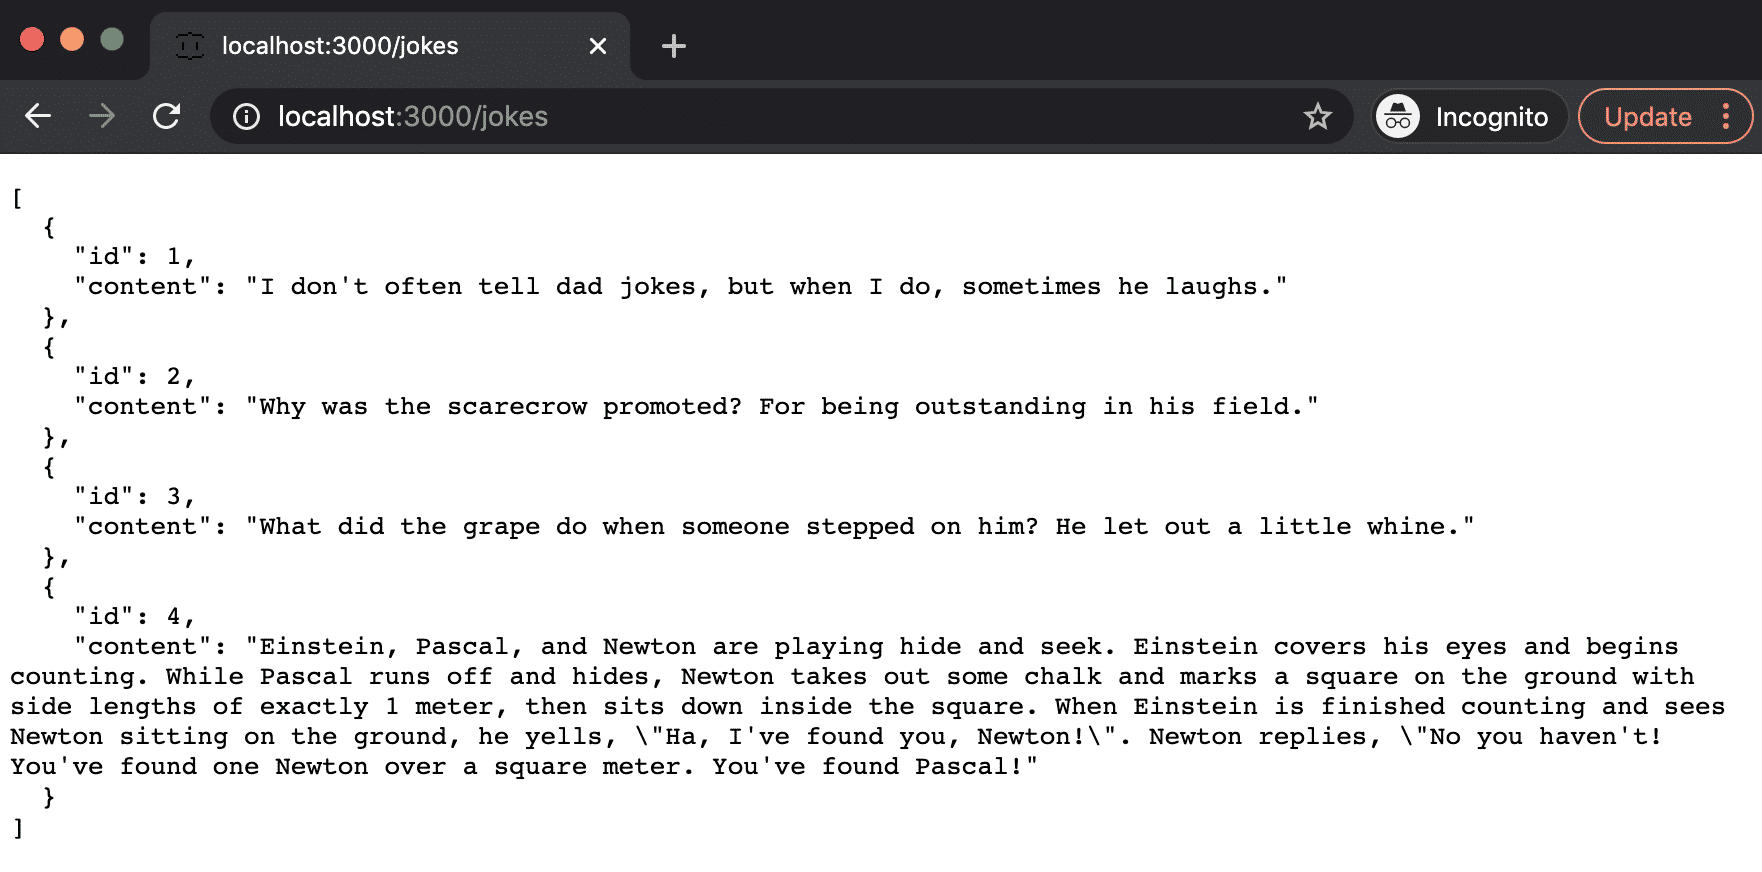 localhost:3000/jokes
localhost:3000/jokes
Incognito
Update
[
  {
    "id": 1,
    "content": "I don't often tell dad jokes, but when I do, sometimes he laughs."
  },
  {
    "id": 2,
    "content": "Why was the scarecrow promoted? For being outstanding in his field."
  },
  {
    "id": 3,
    "content": "What did the grape do when someone stepped on him? He let out a little whine."
  },
  {
    "id": 4,
    "content": "Einstein, Pascal, and Newton are playing hide and seek. Einstein covers his eyes and begins
counting. While Pascal runs off and hides, Newton takes out some chalk and marks a square on the ground with
side lengths of exactly 1 meter, then sits down inside the square. When Einstein is finished counting and sees
Newton sitting on the ground, he yells, \"Ha, I've found you, Newton!\". Newton replies, \"No you haven't!
You've found one Newton over a square meter. You've found Pascal!"
  }
]